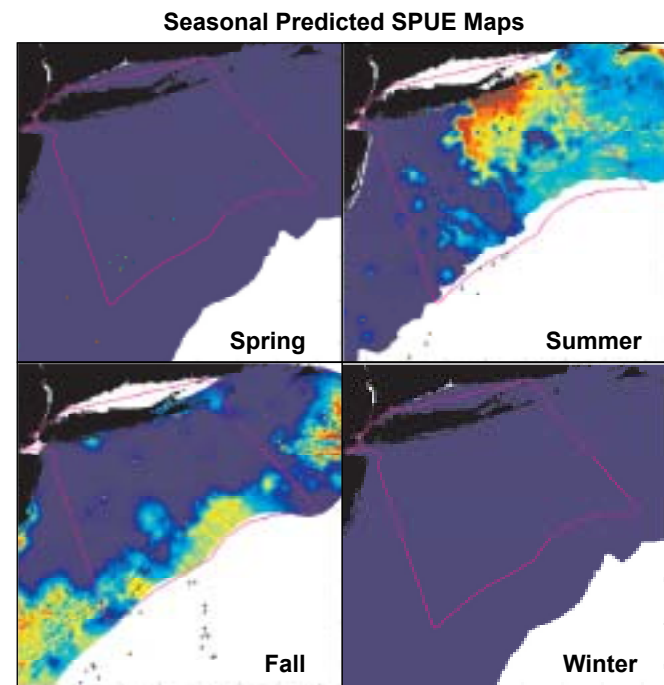 Seasonal Predicted SPUE Maps
Spring
Summer
Fall
Winter